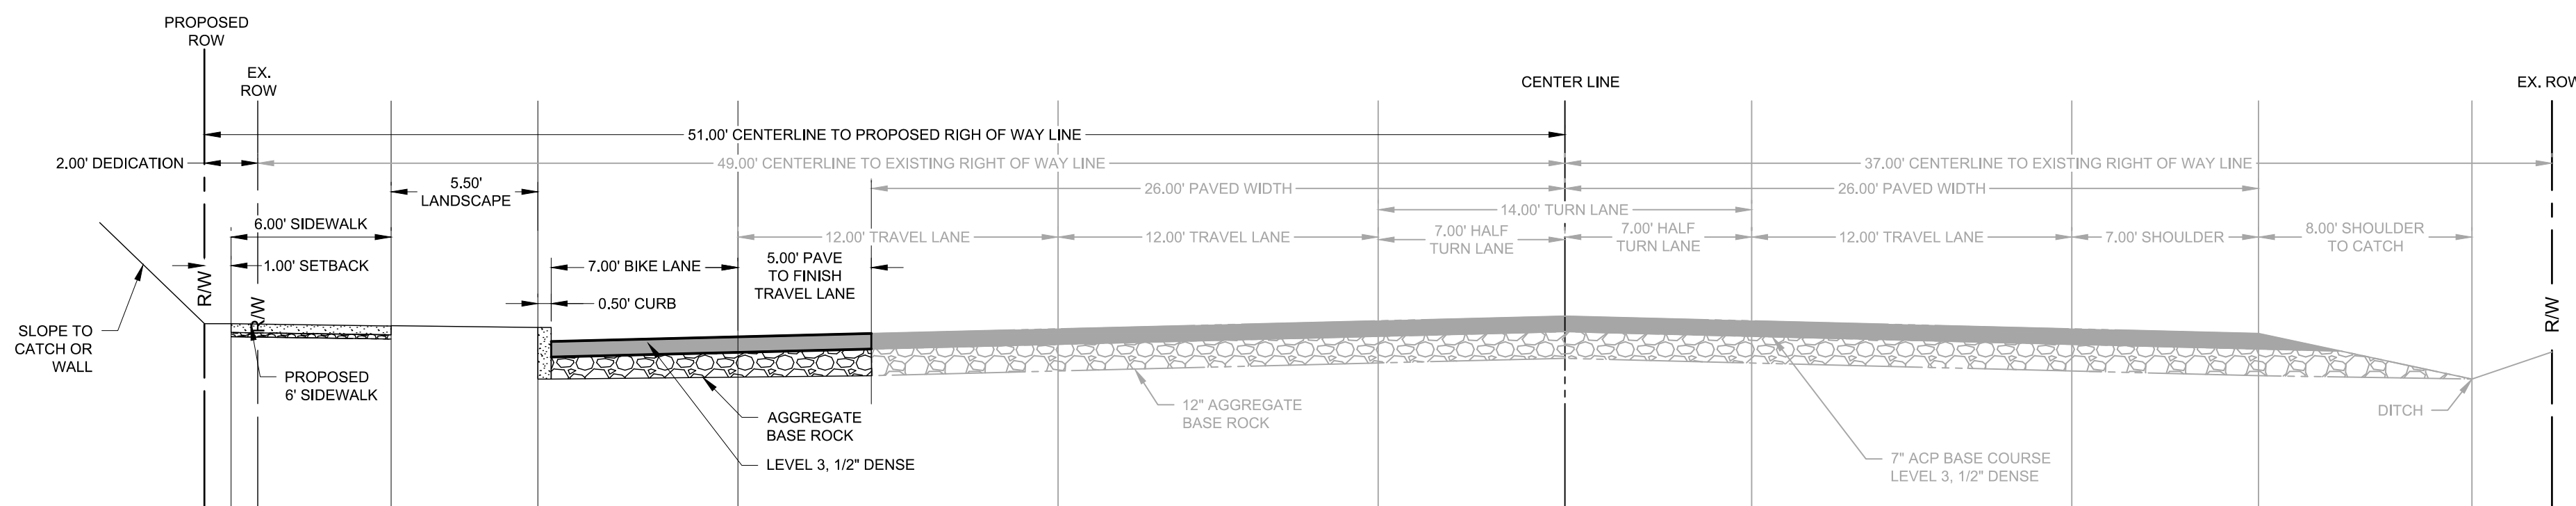 PROPOSED
ROW
EX.
ROW
CENTER LINE
EX. ROW
51.00' CENTERLINE TO PROPOSED RIGH OF WAY LINE
2.00' DEDICATION
49.00' CENTERLINE TO EXISTING RIGHT OF WAY LINE
37.00' CENTERLINE TO EXISTING RIGHT OF WAY LINE
5.50'
LANDSCAPE
26.00' PAVED WIDTH
26.00' PAVED WIDTH
14.00' TURN LANE
6.00' SIDEWALK
12.00' TRAVEL LANE
12.00' TRAVEL LANE
7.00' HALF
TURN LANE
7.00' HALF
TURN LANE
12.00' TRAVEL LANE
7.00' SHOULDER
8.00' SHOULDER
TO CATCH
1.00' SETBACK
7.00' BIKE LANE
5.00' PAVE
TO FINISH
TRAVEL LANE
0.50' CURB
R/W
R/W
R/W
SLOPE TO
CATCH OR
WALL
PROPOSED
6' SIDEWALK
AGGREGATE
BASE ROCK
LEVEL 3, 1/2" DENSE
12" AGGREGATE
BASE ROCK
7" ACP BASE COURSE
LEVEL 3, 1/2" DENSE
DITCH